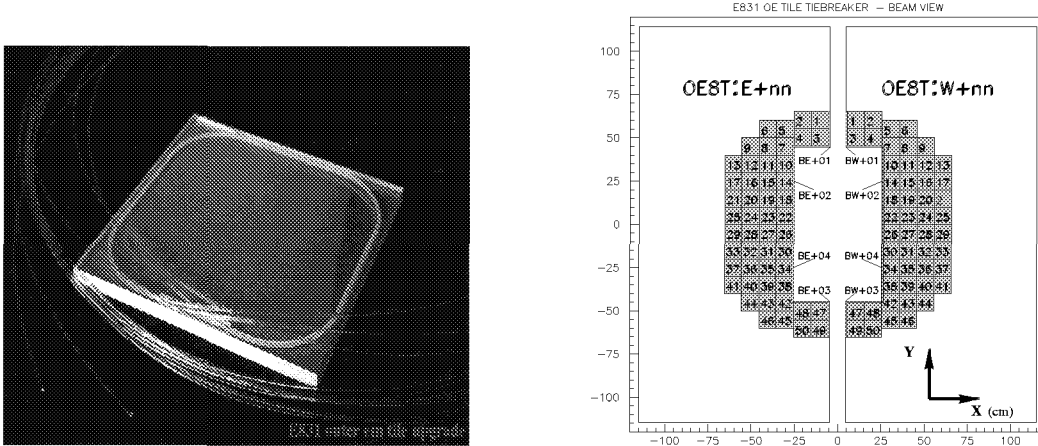 E831 outer em tile upgrade
E831 OE TILE TIEBREAKER – BEAM VIEW
OE8T:E+nn OE8T:W+nn
100
75
50
25
0
−25
−50
−75
−100
2 1 1 2
6 5 4 3 3 4 5 6
9 8 7 7 8 9
BE+01 BW+01
13 12 11 10 10 11 12 13
17 16 15 14 14 15 16 17
BE+02 BW+02
21 20 19 18 18 19 20
25 24 23 22 22 23 24 25
29 28 27 26 26 27 28 29
33 32 31 30 30 31 32 33
BE+04 BW+04
37 36 35 34 34 35 36 37
41 40 39 38 38 39 40 41
BE+03 BW+03
44 43 42 42 43 44
48 47 47 48
46 45 45 46
50 49 49 50
Y
X (cm)
−100 −75 −50 −25 0 25 50 75 100